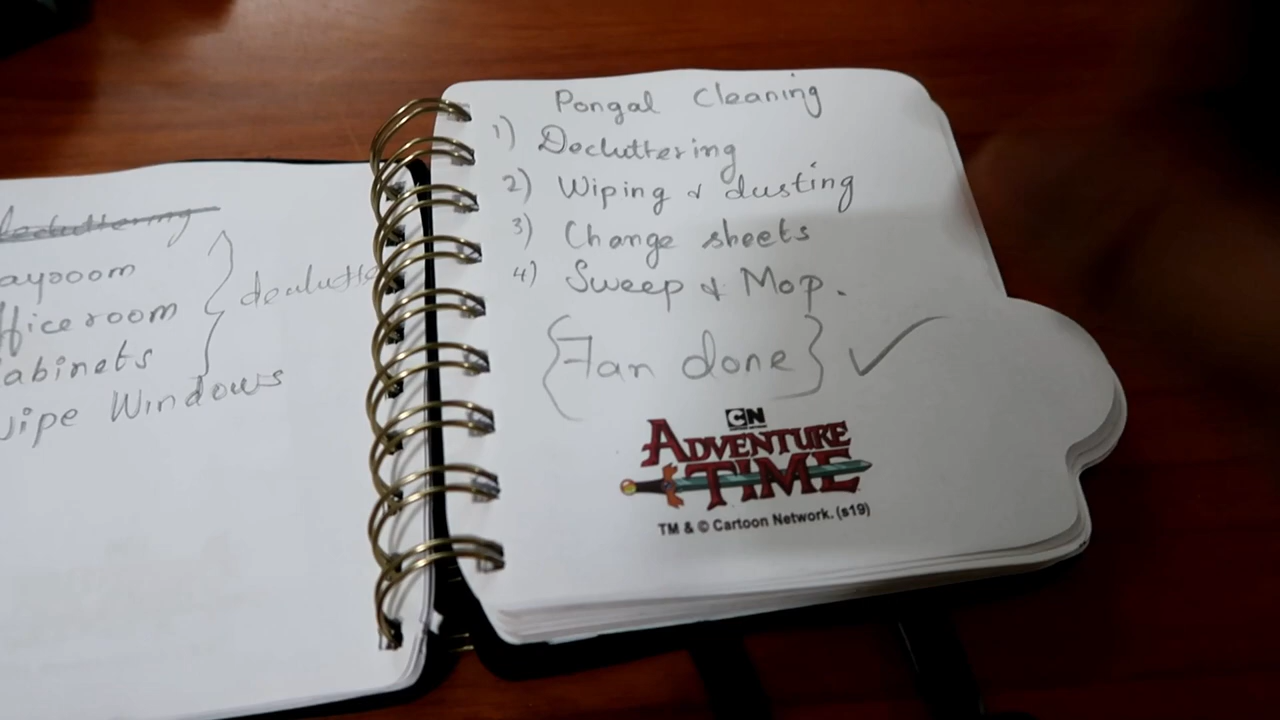 decluttering
ayroom
fficeroom
declutte
abinets
wipe Windows
Pongal Cleaning
1) Decluttering
2) Wiping & dusting
3) Change sheets
4) Sweep & Mop.
{Fan done} ✓
CN
ADVENTURE
TIME
TM & © Cartoon Network. (s19)